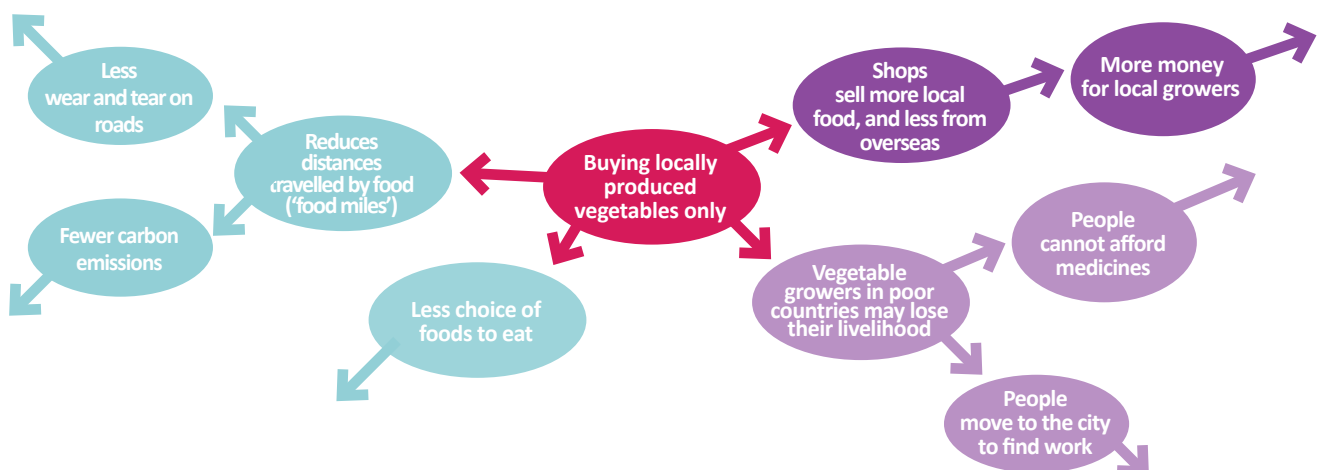 Less
wear and tear on
roads
Reduces
distances
travelled by food
('food miles')
Fewer carbon
emissions
Less choice of
foods to eat
Buying locally
produced
vegetables only
Shops
sell more local
food, and less from
overseas
More money
for local growers
People
cannot afford
medicines
Vegetable
growers in poor
countries may lose
their livelihood
People
move to the city
to find work